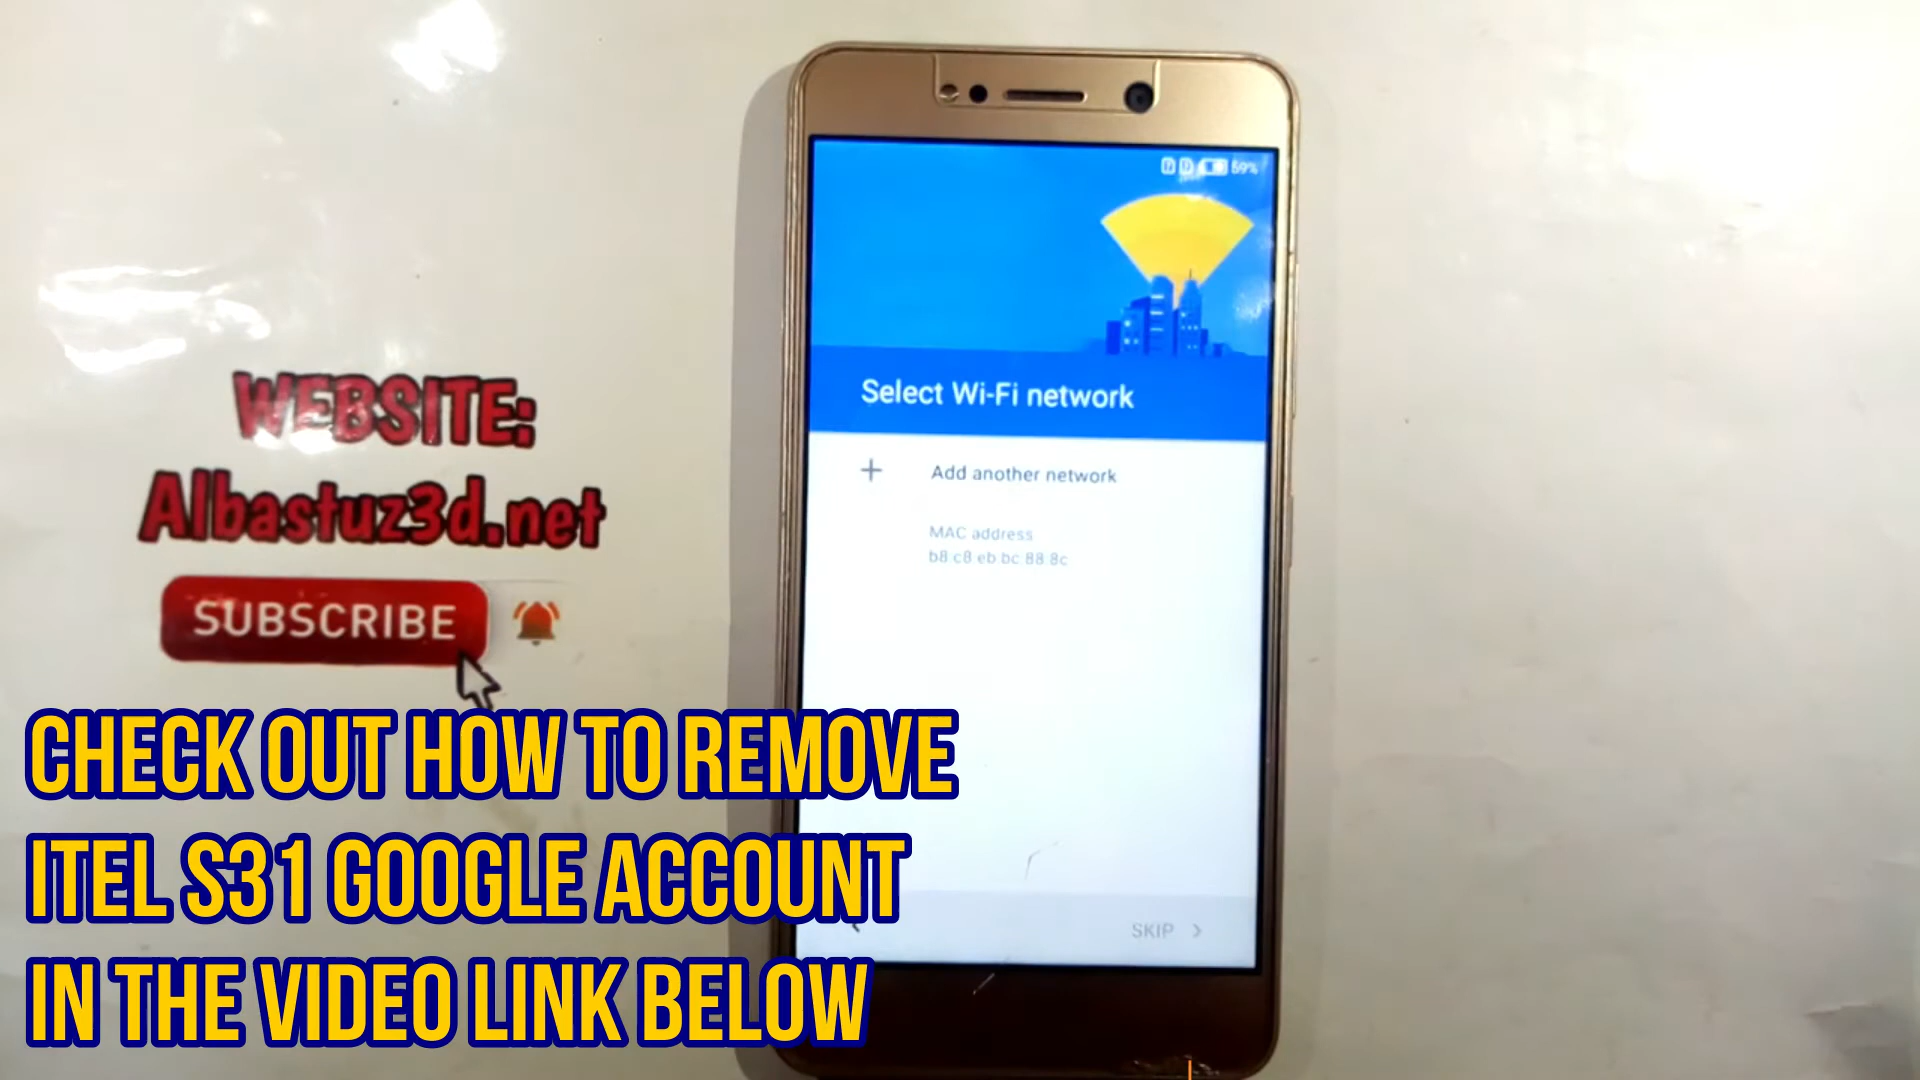 59%
Select Wi-Fi network
Add another network
MAC address
b8 c8 eb bc 88 8c
SKIP
WEBSITE:
Albastuz3d.net
SUBSCRIBE
CHECK OUT HOW TO REMOVE
ITEL S31 GOOGLE ACCOUNT
IN THE VIDEO LINK BELOW